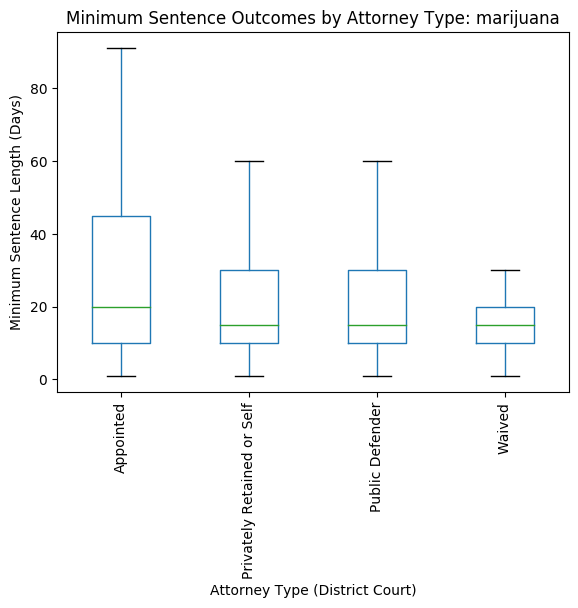 Minimum Sentence Outcomes by Attorney Type: marijuana
Minimum Sentence Length (Days)
80
60
40
20
0
Appointed
Privately Retained or Self
Public Defender
Waived
Attorney Type (District Court)